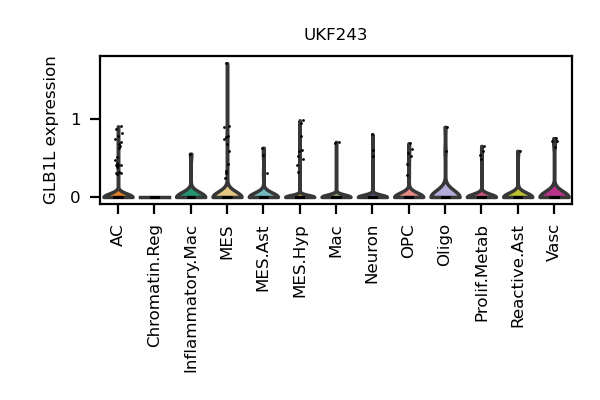 UKF243
GLB1L expression
1
0
AC
Chromatin.Reg
Inflammatory.Mac
MES
MES.Ast
MES.Hyp
Mac
Neuron
OPC
Oligo
Prolif.Metab
Reactive.Ast
Vasc